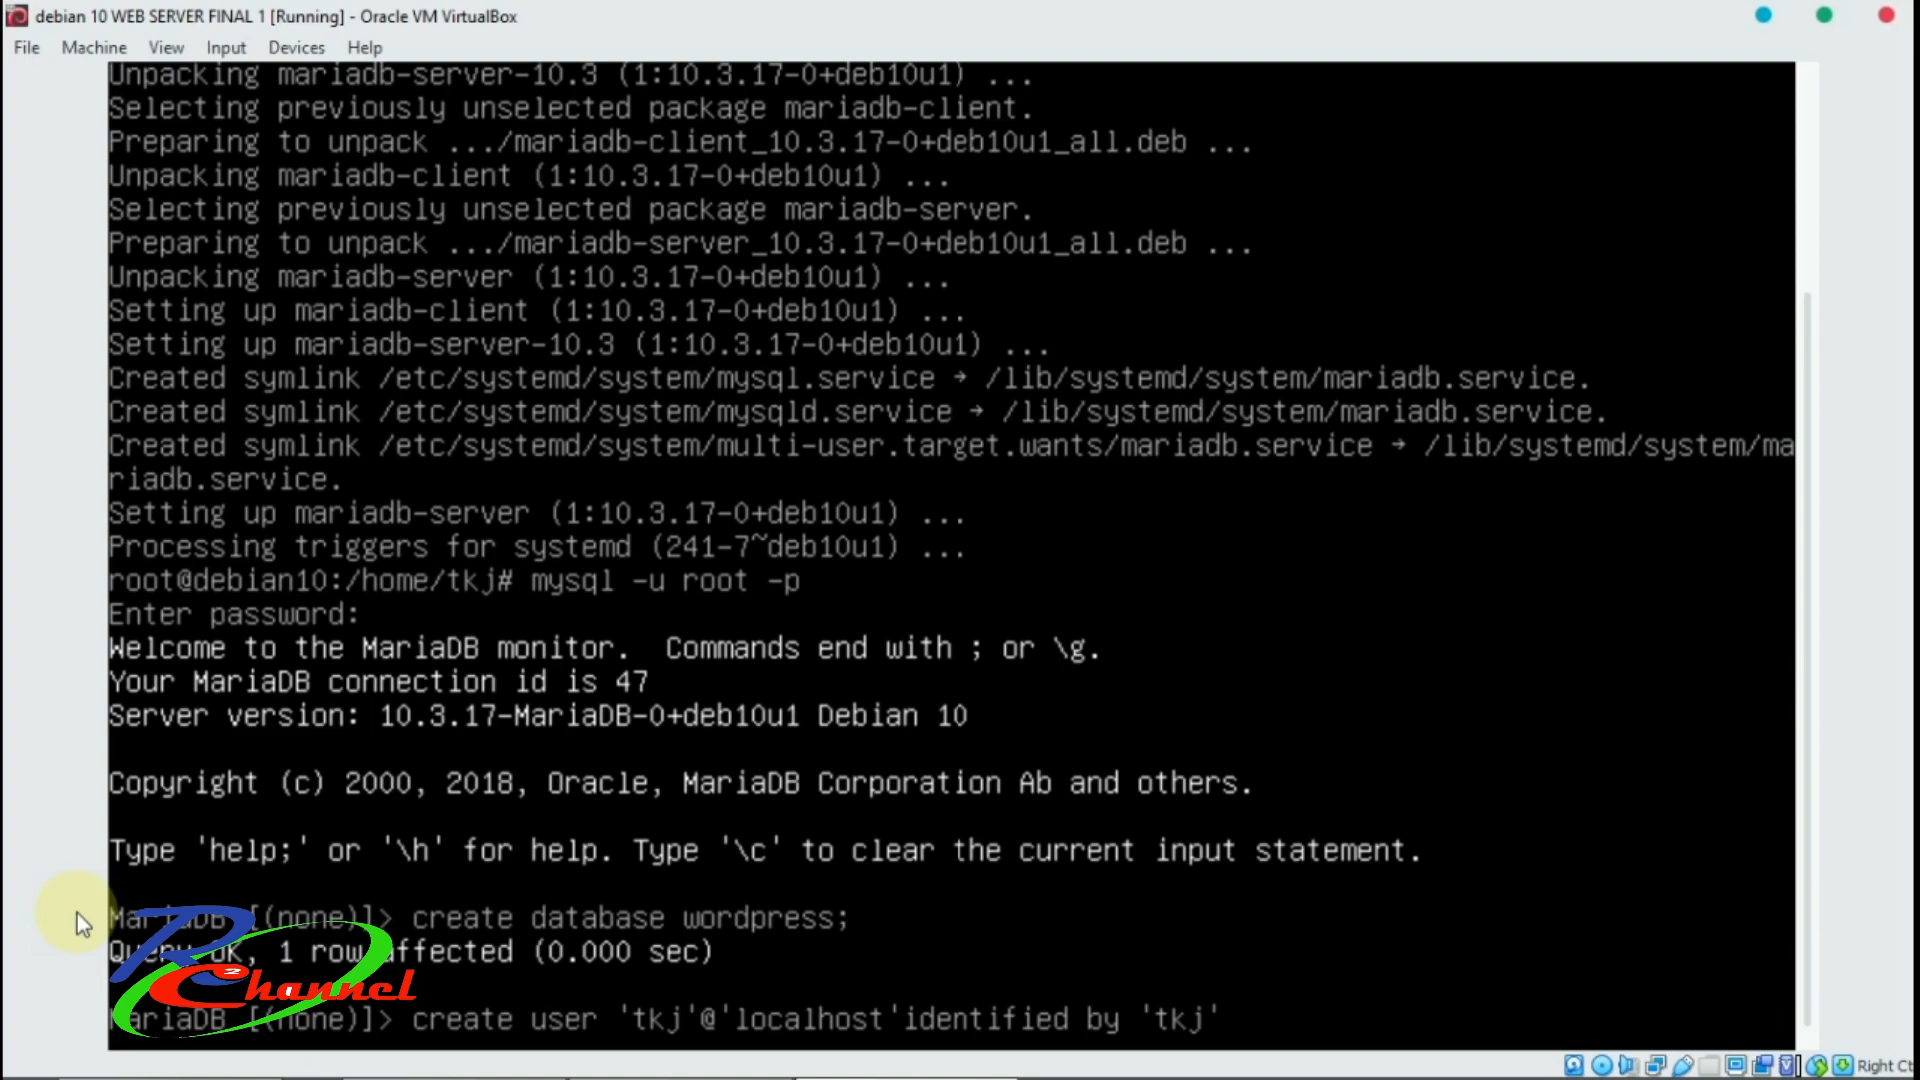 debian 10 WEB SERVER FINAL 1 [Running] - Oracle VM VirtualBox
File Machine View Input Devices Help
Unpacking mariadb-server-10.3 (1:10.3.17-0+deb10u1) ...
Selecting previously unselected package mariadb-client.
Preparing to unpack .../mariadb-client_10.3.17-0+deb10u1_all.deb ...
Unpacking mariadb-client (1:10.3.17-0+deb10u1) ...
Selecting previously unselected package mariadb-server.
Preparing to unpack .../mariadb-server_10.3.17-0+deb10u1_all.deb ...
Unpacking mariadb-server (1:10.3.17-0+deb10u1) ...
Setting up mariadb-client (1:10.3.17-0+deb10u1) ...
Setting up mariadb-server-10.3 (1:10.3.17-0+deb10u1) ...
Created symlink /etc/systemd/system/mysql.service → /lib/systemd/system/mariadb.service.
Created symlink /etc/systemd/system/mysqld.service → /lib/systemd/system/mariadb.service.
Created symlink /etc/systemd/system/multi-user.target.wants/mariadb.service → /lib/systemd/system/ma
riadb.service.
Setting up mariadb-server (1:10.3.17-0+deb10u1) ...
Processing triggers for systemd (241-7~deb10u1) ...
root@debian10:/home/tkj# mysql -u root -p
Enter password:
Welcome to the MariaDB monitor.  Commands end with ; or \g.
Your MariaDB connection id is 47
Server version: 10.3.17-MariaDB-0+deb10u1 Debian 10
Copyright (c) 2000, 2018, Oracle, MariaDB Corporation Ab and others.
Type 'help;' or '\h' for help. Type '\c' to clear the current input statement.
MariaDB [(none)]> create database wordpress;
Query OK, 1 row affected (0.000 sec)
MariaDB [(none)]> create user 'tkj'@'localhost'identified by 'tkj'
R2 Channel
Right Ct